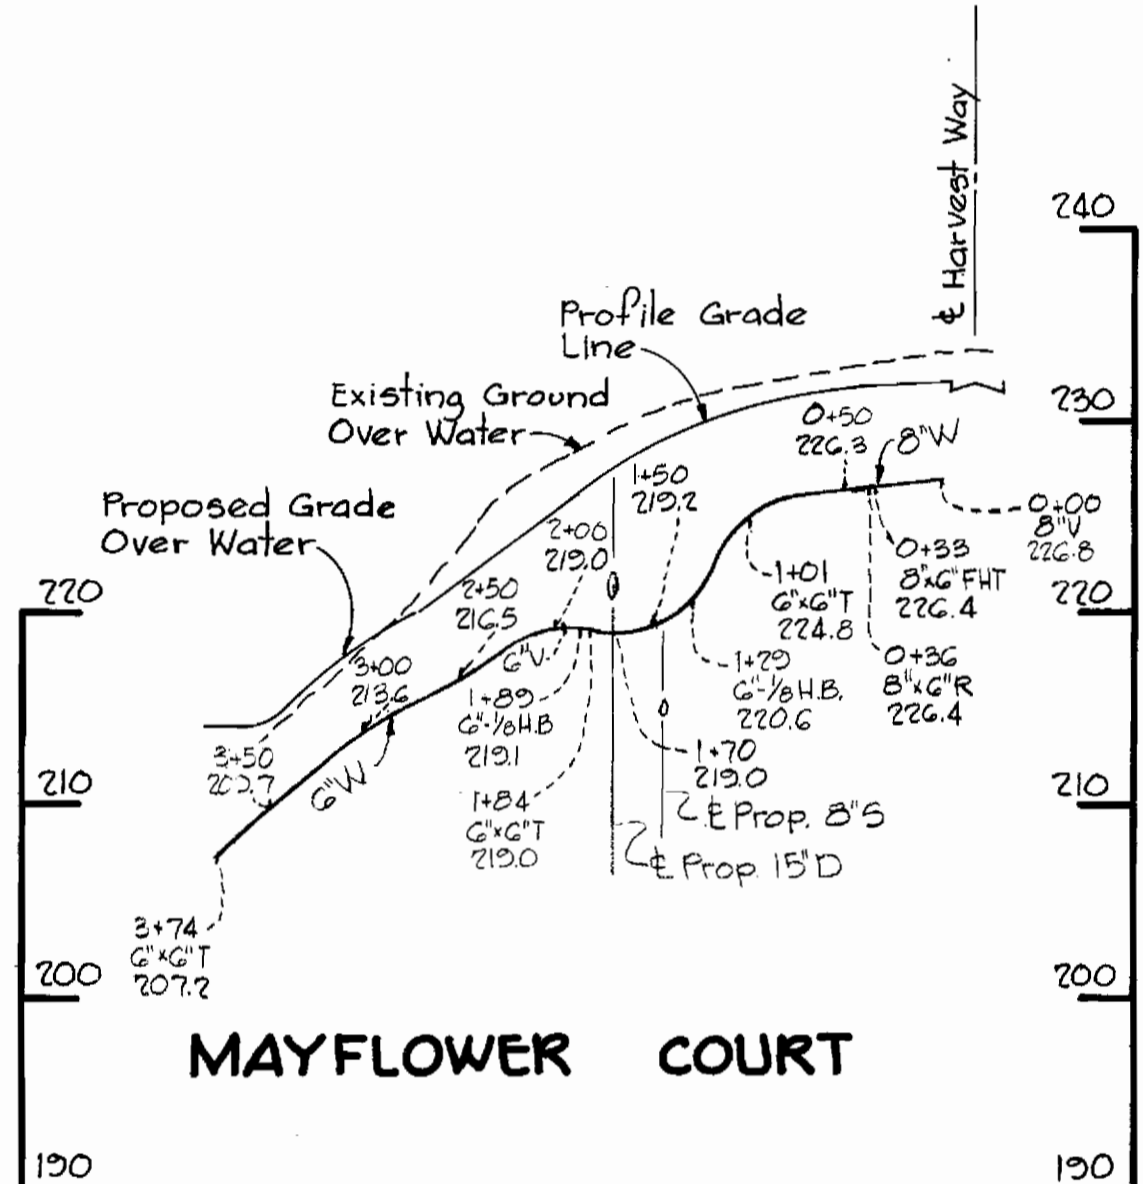 ℄ Harvest Way
240
Profile Grade
Line
Existing Ground
Over Water
230
0+50
226.3
8"W
Proposed Grade
Over Water
1+50
219.2
2+00
219.0
0+00
8"V
226.8
0+33
8"x6" FHT
226.4
220
220
2+50
216.5
1+01
6"x6"T
224.8
6"V
3+00
213.6
1+89
6"-1/8 H.B
219.1
1+29
6"-1/8 H.B.
220.6
0+36
8"x6"R
226.4
3+50
6"W
1+70
219.0
210
210
1+84
6"x6"T
219.0
℄ Prop. 8"S
℄ Prop. 15"D
3+74
6"x6"T
207.2
200
200
MAYFLOWER COURT
190
190